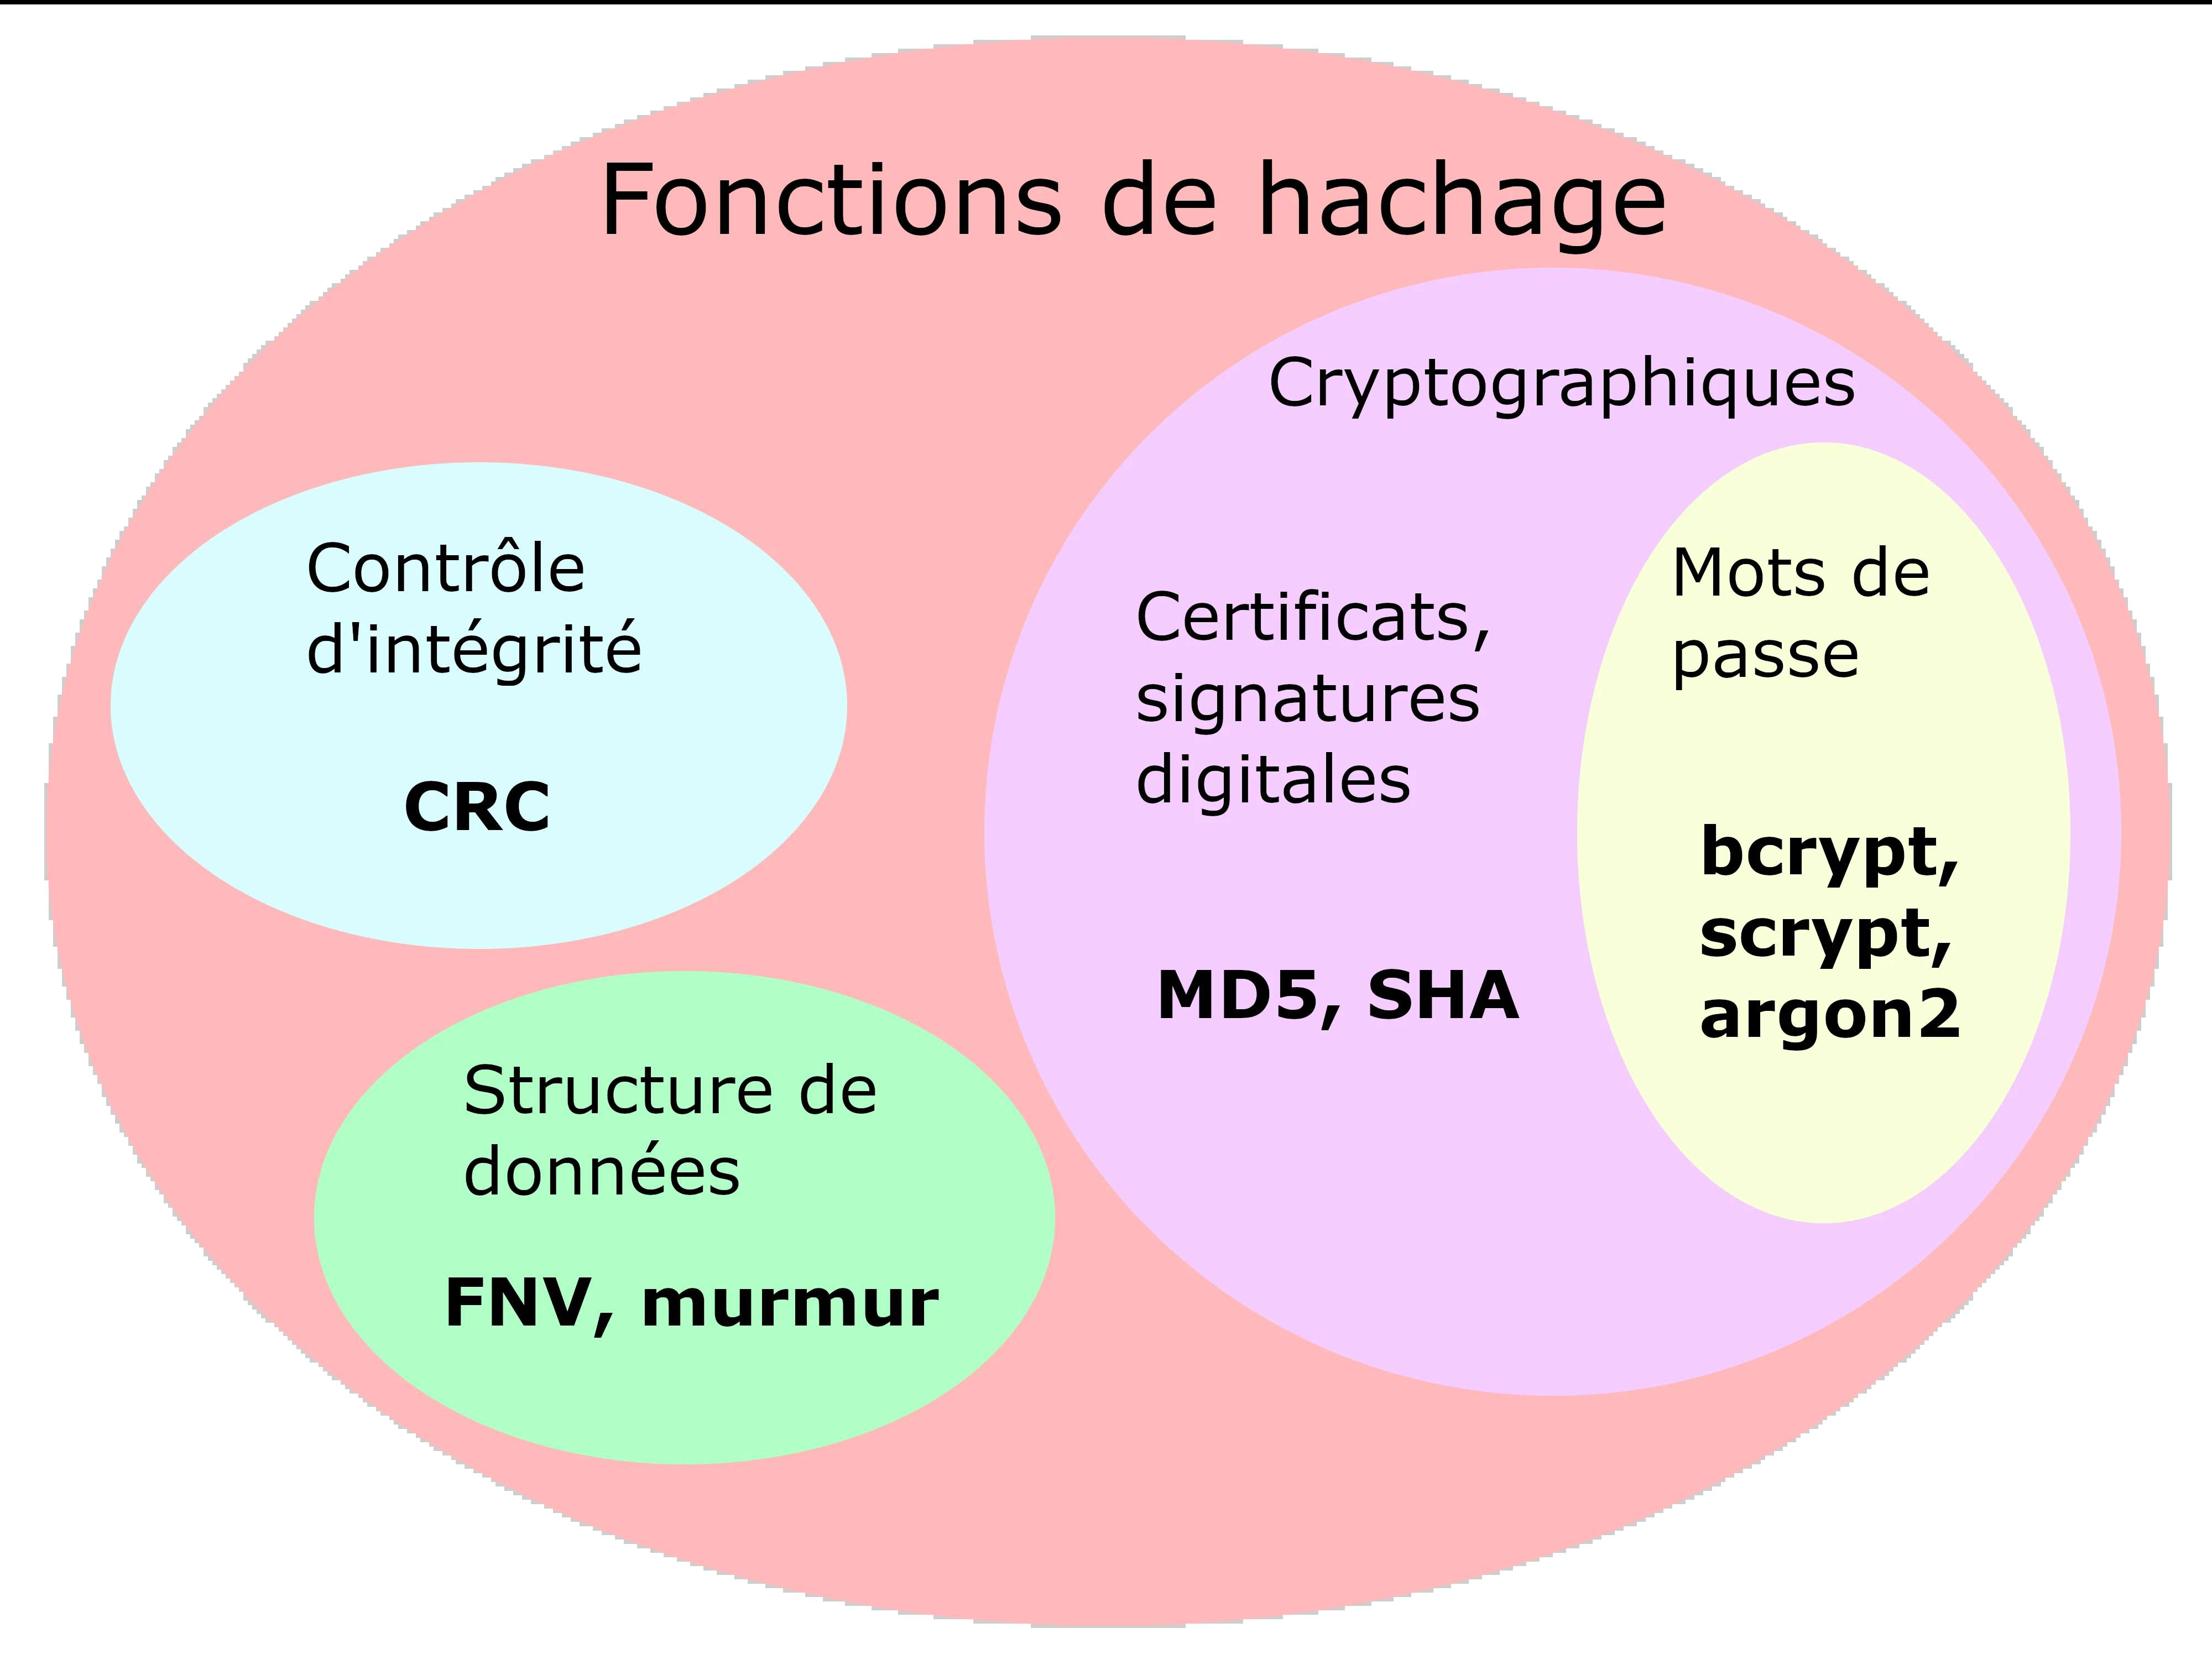 Fonctions de hachage
Cryptographiques
Contrôle
d'intégrité
CRC
Certificats,
signatures
digitales
MD5, SHA
Mots de
passe
bcrypt,
scrypt,
argon2
Structure de
données
FNV, murmur